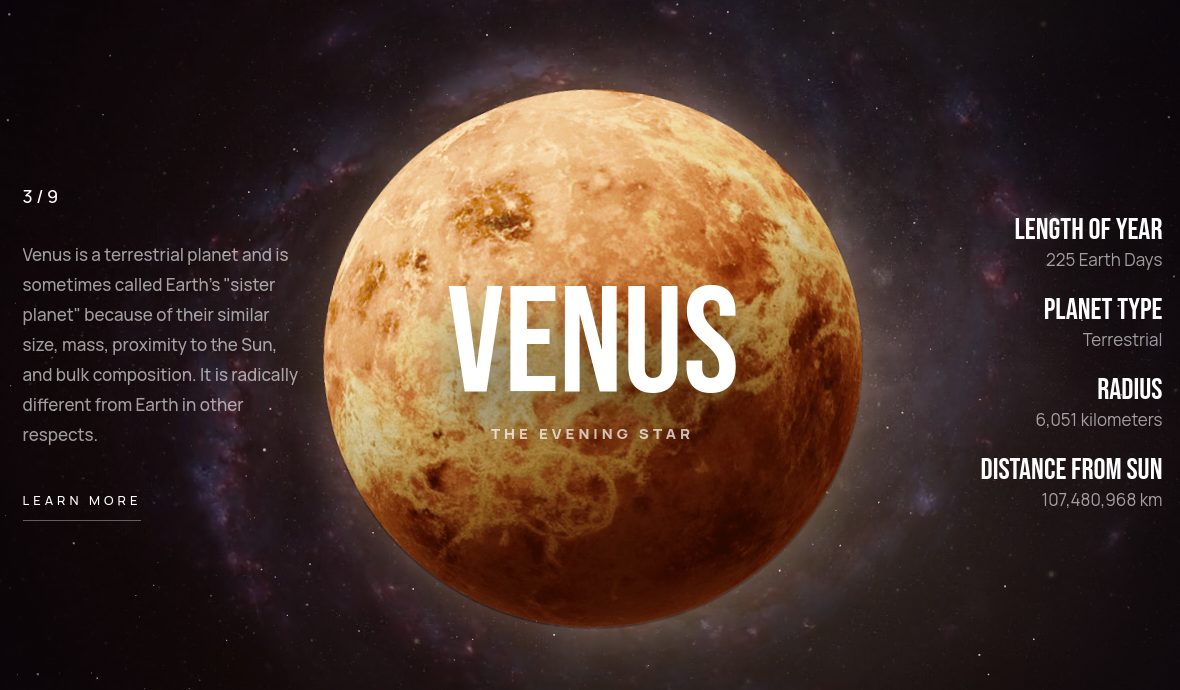 3 / 9
Venus is a terrestrial planet and is
sometimes called Earth's "sister
planet" because of their similar
size, mass, proximity to the Sun,
and bulk composition. It is radically
different from Earth in other
respects.
LEARN MORE
VENUS
THE EVENING STAR
LENGTH OF YEAR
225 Earth Days
PLANET TYPE
Terrestrial
RADIUS
6,051 kilometers
DISTANCE FROM SUN
107,480,968 km